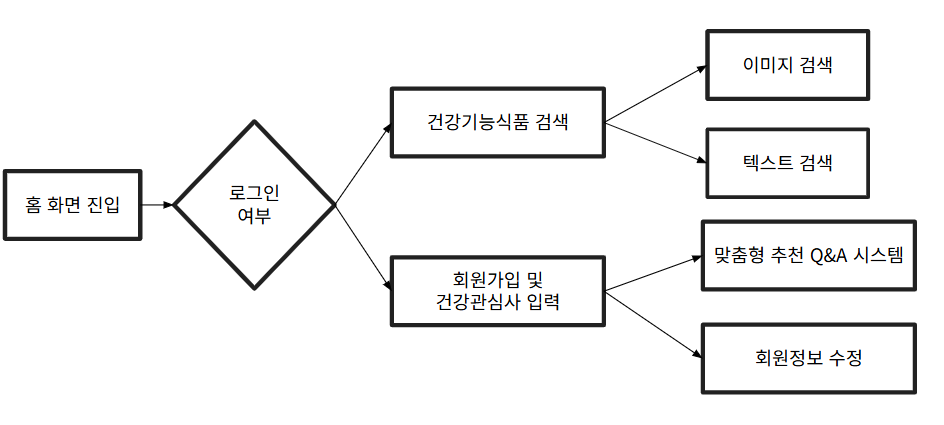 홈 화면 진입
로그인
여부
건강기능식품 검색
이미지 검색
텍스트 검색
회원가입 및
건강관심사 입력
맞춤형 추천 Q&A 시스템
회원정보 수정